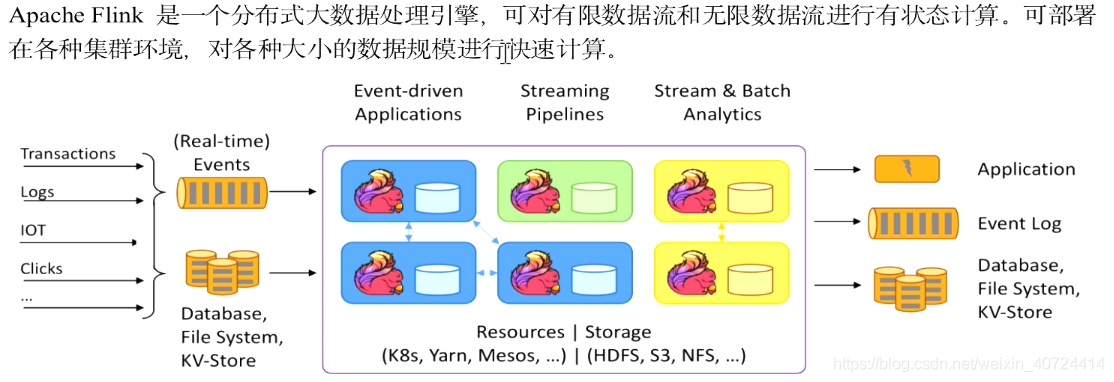 Apache Flink 是一个分布式大数据处理引擎，可对有限数据流和无限数据流进行有状态计算。可部署
在各种集群环境，对各种大小的数据规模进行快速计算。
Event-driven
Applications
Streaming
Pipelines
Stream & Batch
Analytics
(Real-time)
Events
Transactions
Logs
IOT
Clicks
...
Database,
File System,
KV-Store
Resources | Storage
(K8s, Yarn, Mesos, ...) | (HDFS, S3, NFS, ...)
Application
Event Log
Database,
File System,
KV-Store
https://blog.csdn.net/weixin_40724414